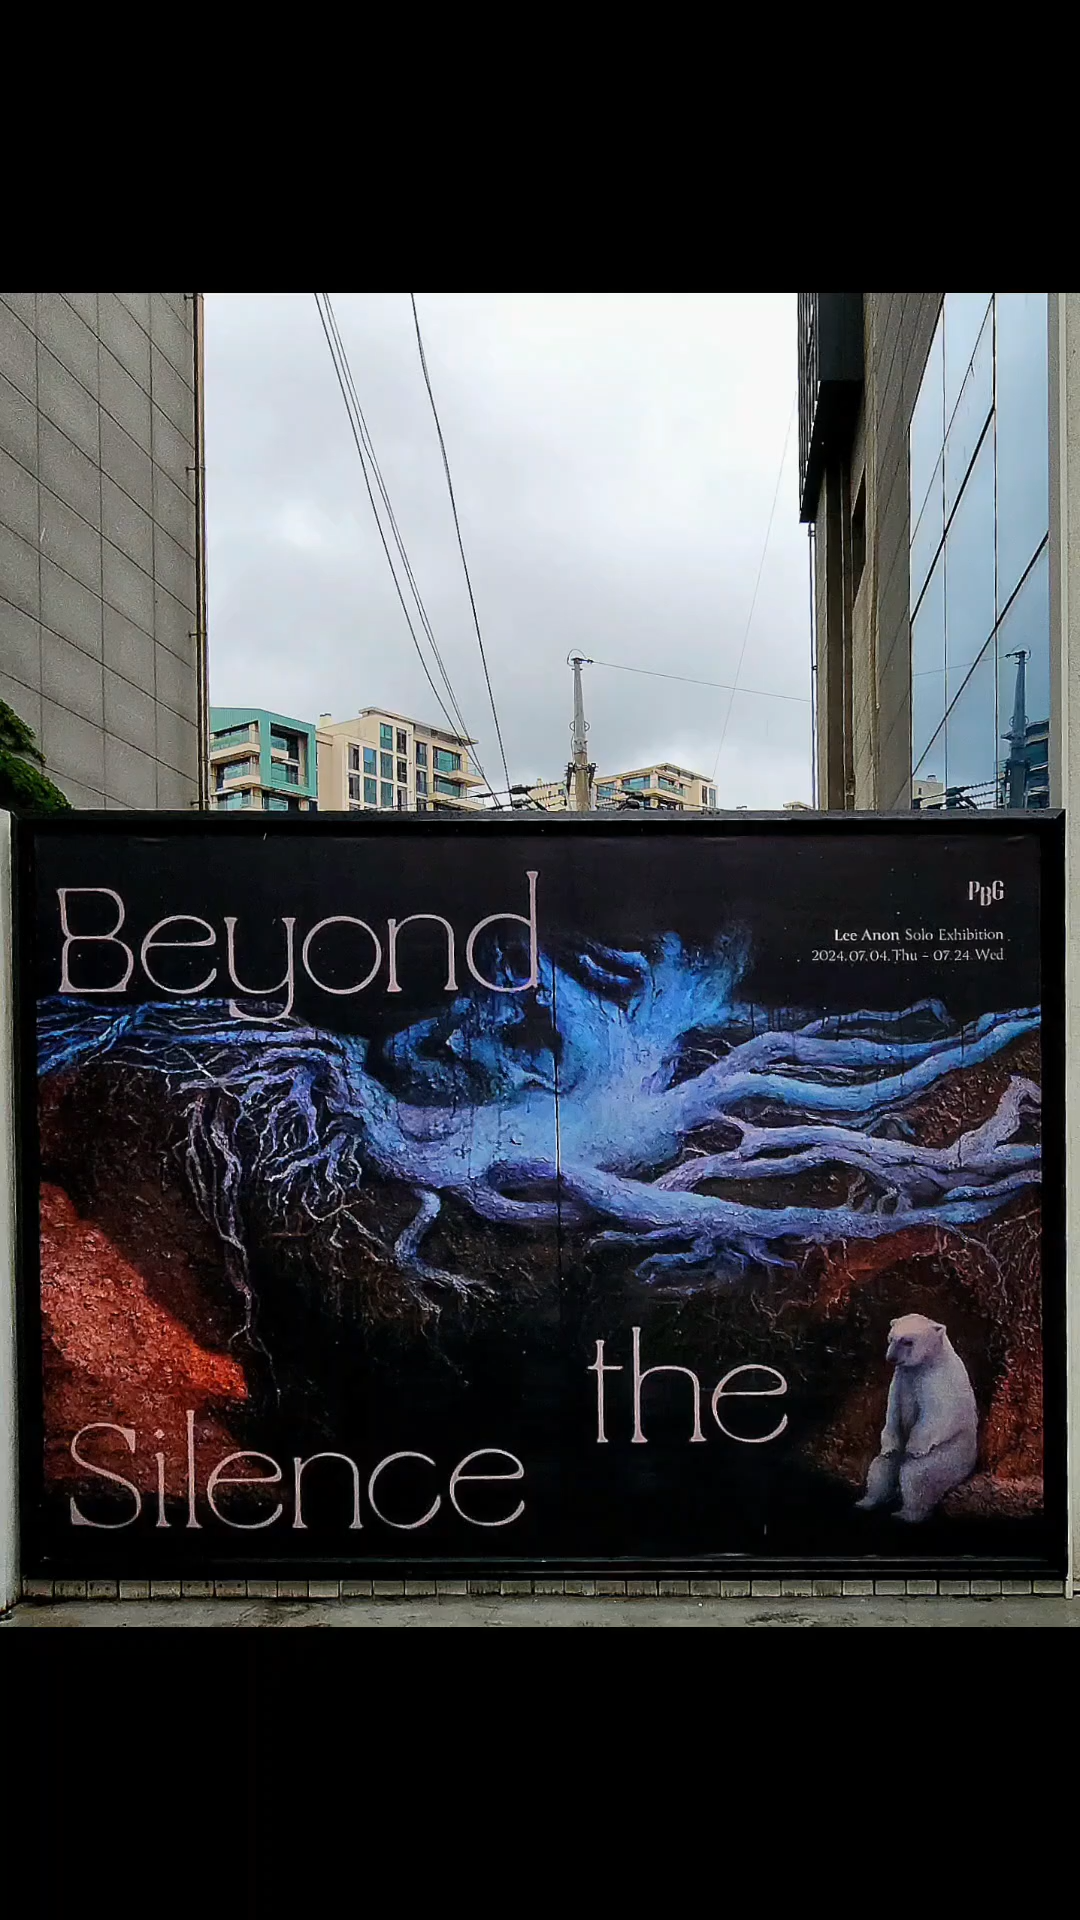 Beyond
PBG
Lee Anon Solo Exhibition
2024.07.04.Thu - 07.24.Wed
the
Silence